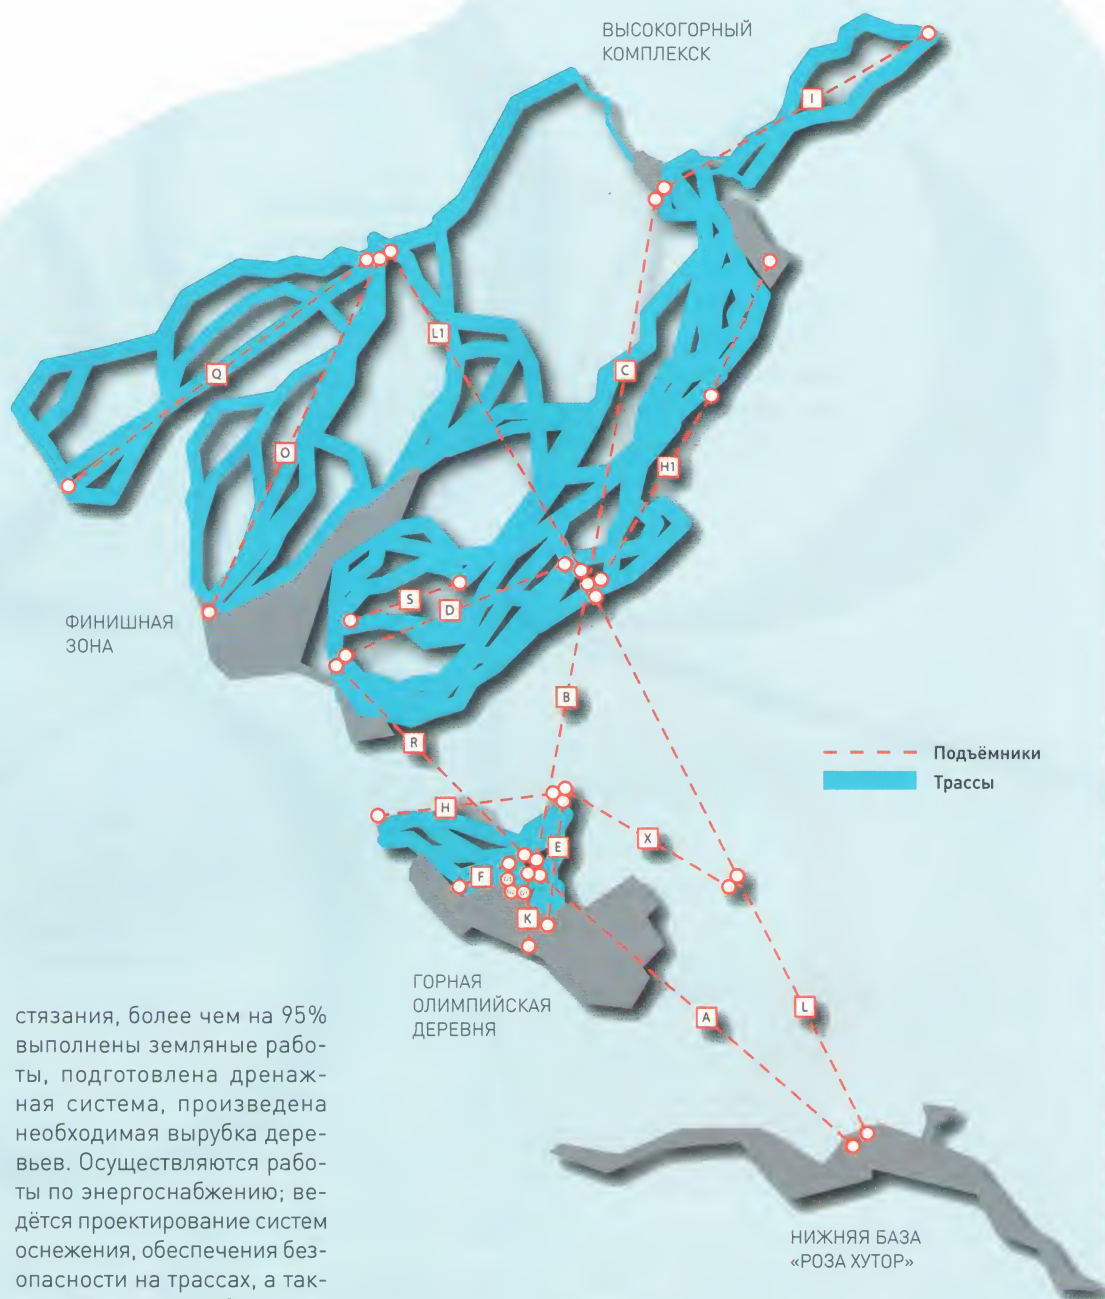 ВЫСОКОГОРНЫЙ
КОМПЛЕКСК
I
L1
C
Q
O
H1
S
D
ФИНИШНАЯ
ЗОНА
B
R
Подъёмники
Трассы
H
X
E
F
K
ГОРНАЯ
ОЛИМПИЙСКАЯ
ДЕРЕВНЯ
A
L
стязания, более чем на 95%
выполнены земляные рабо-
ты, подготовлена дренаж-
ная система, произведена
необходимая вырубка дере-
вьев. Осуществляются рабо-
ты по энергоснабжению; ве-
дётся проектирование систем
оснежения, обеспечения без-
опасности на трассах, а так-
НИЖНЯЯ БАЗА
«РОЗА ХУТОР»